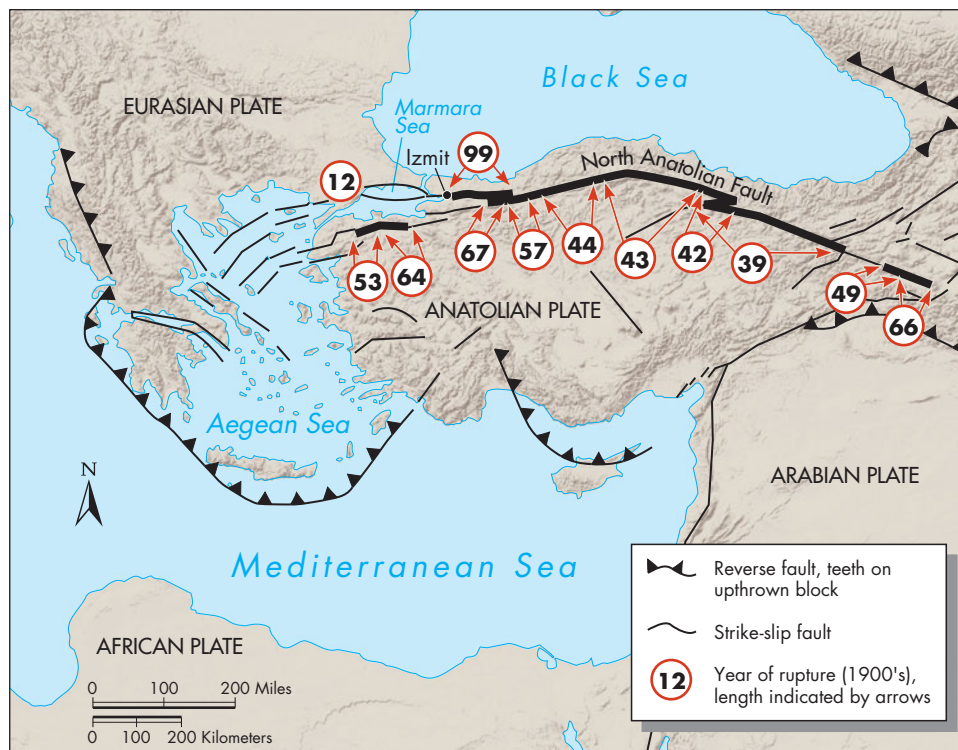 Black Sea
EURASIAN PLATE
Marmara
Sea
Izmit
99
North Anatolian Fault
12
67
57
44
43
42
39
53
64
49
66
ANATOLIAN PLATE
Aegean Sea
N
ARABIAN PLATE
Mediterranean Sea
AFRICAN PLATE
0 100 200 Miles
0 100 200 Kilometers
Reverse fault, teeth on
upthrown block
Strike-slip fault
12
Year of rupture (1900's),
length indicated by arrows